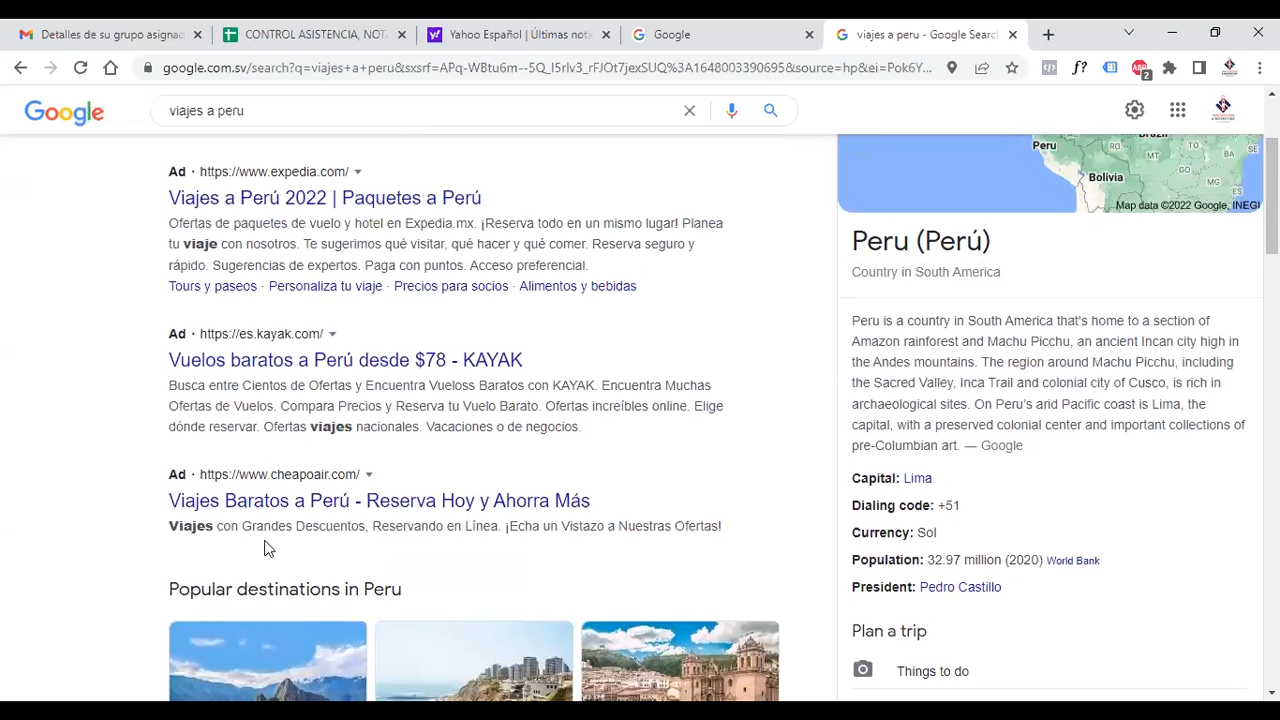 Detalles de su grupo asignac
CONTROL ASISTENCIA, NOT
Yahoo Español | Últimas notic
Google
viajes a peru - Google Search
google.com.sv/search?q=viajes+a+peru&sxsrf=APq-WBtu6m--5Q_I5rlv3_rFJOt7jexSUQ%3A1648003390695&source=hp&ei=Pok6Y...
f?
2
Google
viajes a peru
Ad · https://www.expedia.com/
Viajes a Perú 2022 | Paquetes a Perú
Ofertas de paquetes de vuelo y hotel en Expedia.mx. ¡Reserva todo en un mismo lugar! Planea
tu viaje con nosotros. Te sugerimos qué visitar, qué hacer y qué comer. Reserva seguro y
rápido. Sugerencias de expertos. Paga con puntos. Acceso preferencial.
Tours y paseos · Personaliza tu viaje · Precios para socios · Alimentos y bebidas
Ad · https://es.kayak.com/
Vuelos baratos a Perú desde $78 - KAYAK
Busca entre Cientos de Ofertas y Encuentra Vueloss Baratos con KAYAK. Encuentra Muchas
Ofertas de Vuelos. Compara Precios y Reserva tu Vuelo Barato. Ofertas increíbles online. Elige
dónde reservar. Ofertas viajes nacionales. Vacaciones o de negocios.
Ad · https://www.cheapoair.com/
Viajes Baratos a Perú - Reserva Hoy y Ahorra Más
Viajes con Grandes Descuentos, Reservando en Línea. ¡Echa un Vistazo a Nuestras Ofertas!
Popular destinations in Peru
Brazil
Peru
AC
RO
TO
SE
MT
BA
Bolivia
GO
MG
MS
ES
Map data ©2022 Google, INEGI
Peru (Perú)
Country in South America
Peru is a country in South America that's home to a section of
Amazon rainforest and Machu Picchu, an ancient Incan city high in
the Andes mountains. The region around Machu Picchu, including
the Sacred Valley, Inca Trail and colonial city of Cusco, is rich in
archaeological sites. On Peru's arid Pacific coast is Lima, the
capital, with a preserved colonial center and important collections of
pre-Columbian art. — Google
Capital: Lima
Dialing code: +51
Currency: Sol
Population: 32.97 million (2020) World Bank
President: Pedro Castillo
Plan a trip
Things to do